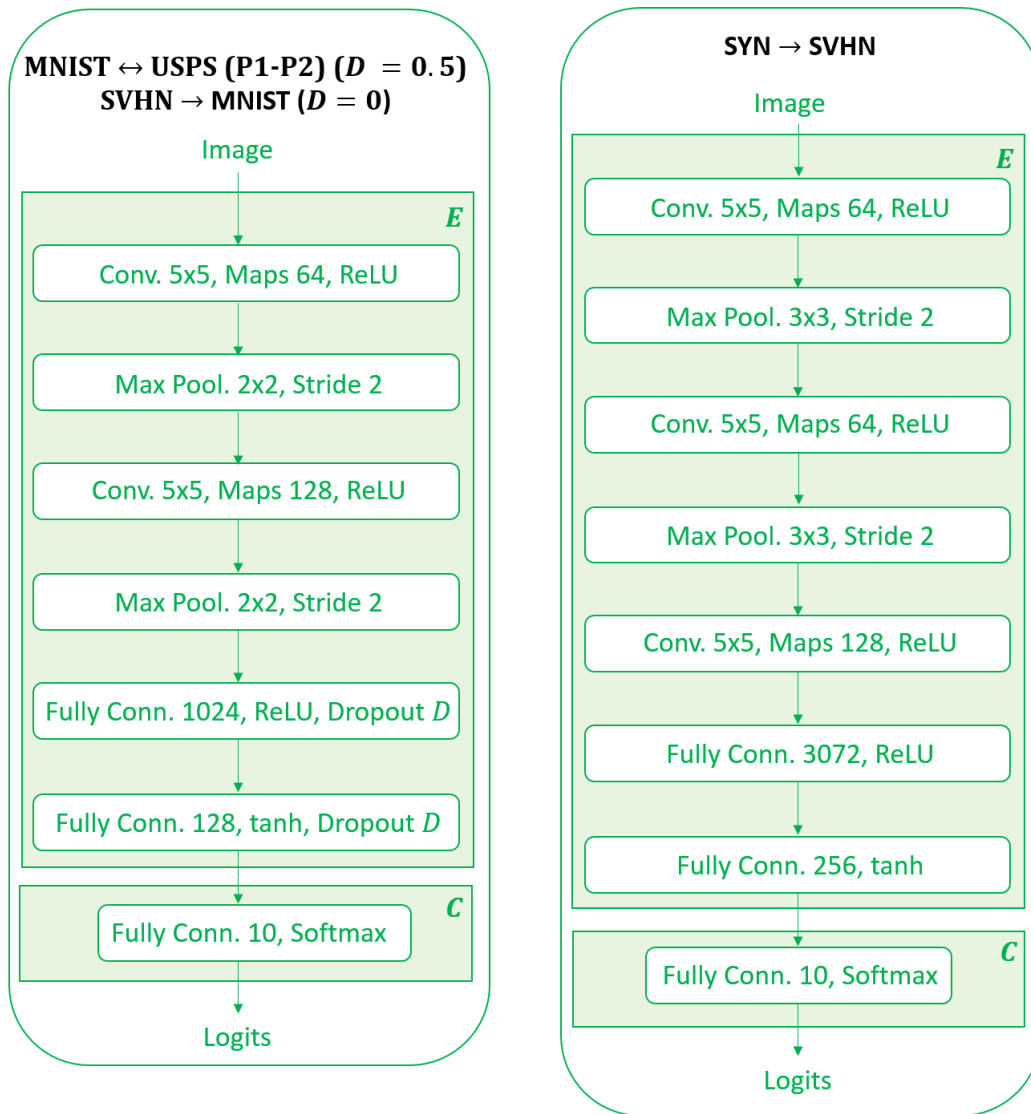 MNIST ↔ USPS (P1-P2) (D = 0.5)
SVHN → MNIST (D = 0)
Image
E
Conv. 5x5, Maps 64, ReLU
Max Pool. 2x2, Stride 2
Conv. 5x5, Maps 128, ReLU
Max Pool. 2x2, Stride 2
Fully Conn. 1024, ReLU, Dropout D
Fully Conn. 128, tanh, Dropout D
C
Fully Conn. 10, Softmax
Logits
SYN → SVHN
Image
E
Conv. 5x5, Maps 64, ReLU
Max Pool. 3x3, Stride 2
Conv. 5x5, Maps 64, ReLU
Max Pool. 3x3, Stride 2
Conv. 5x5, Maps 128, ReLU
Fully Conn. 3072, ReLU
Fully Conn. 256, tanh
C
Fully Conn. 10, Softmax
Logits